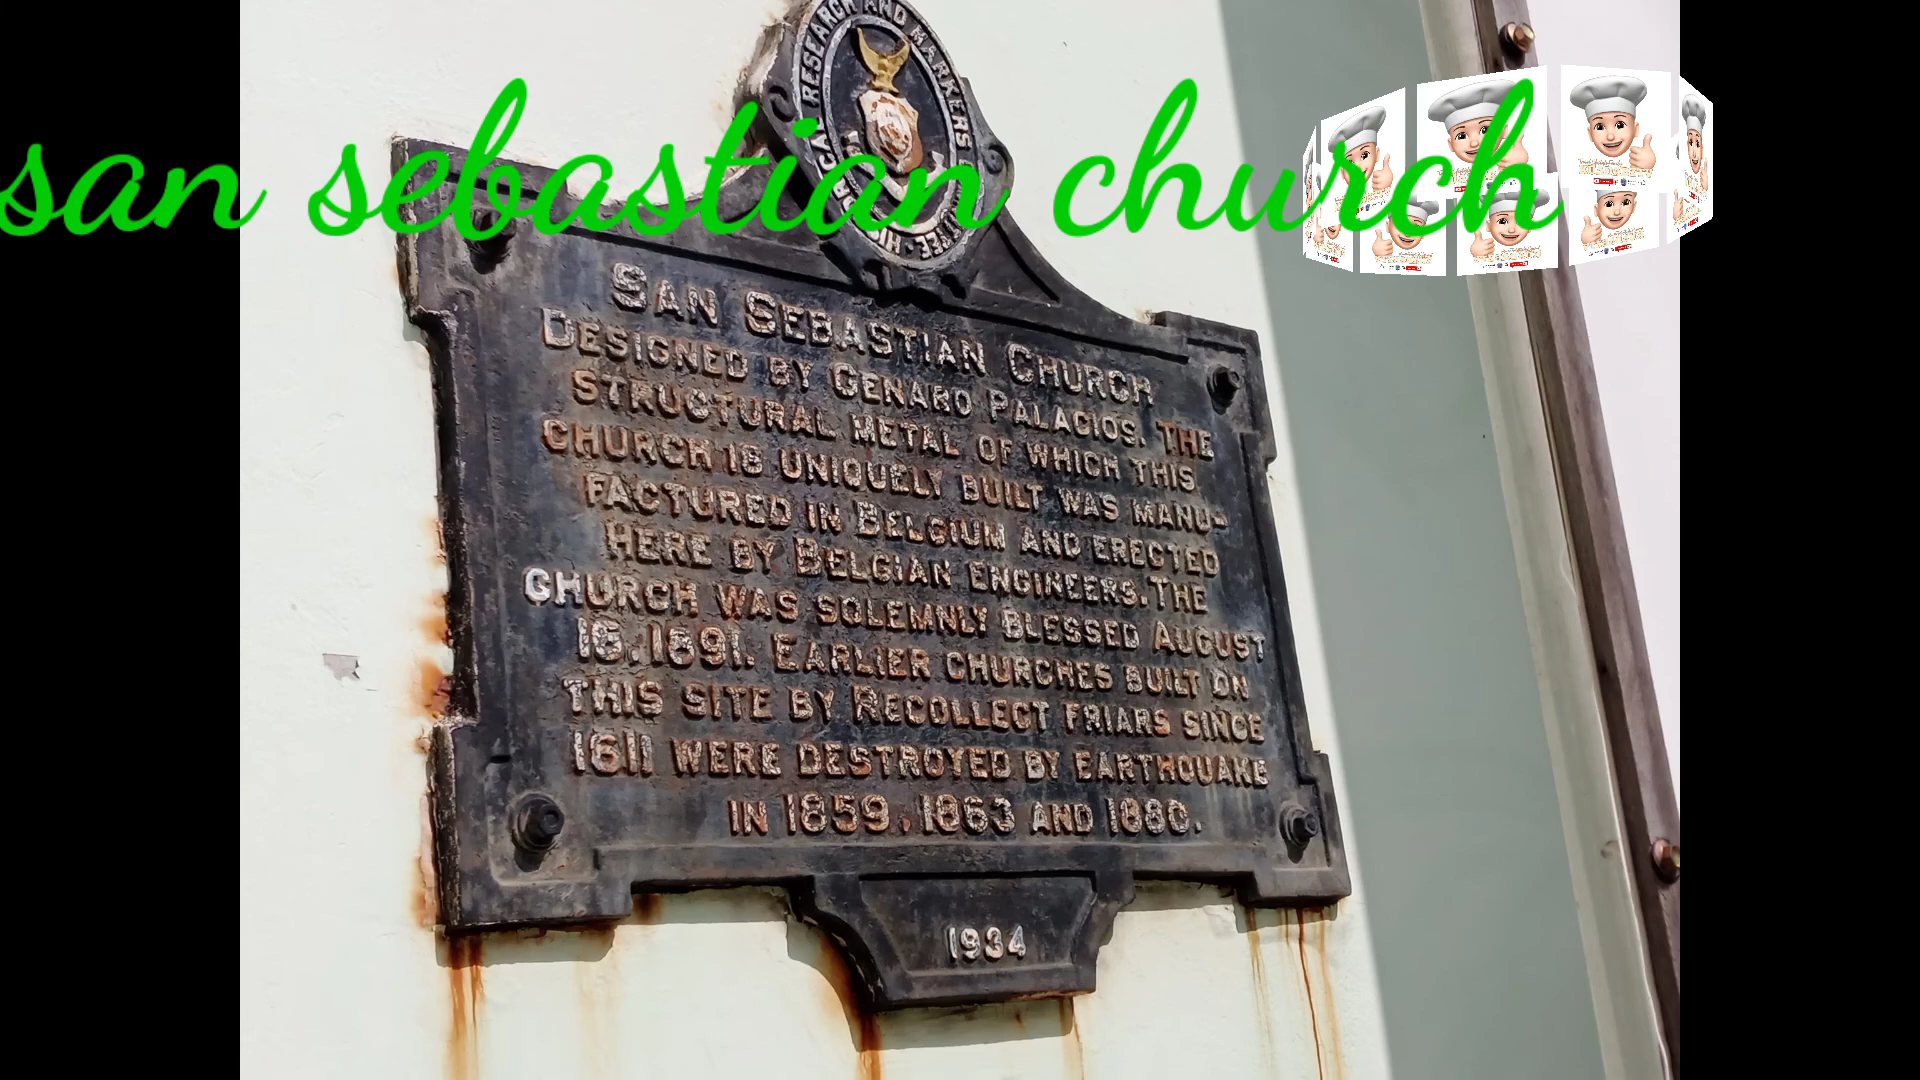 san sebastian church
RESEARCH AND MARKERS
SAN SEBASTIAN CHURCH
DESIGNED BY GENARO PALACIOS. THE
STRUCTURAL METAL OF WHICH THIS
CHURCH IS UNIQUELY BUILT WAS MANU-
FACTURED IN BELGIUM AND ERECTED
HERE BY BELGIAN ENGINEERS. THE
CHURCH WAS SOLEMNLY BLESSED AUGUST
16, 1891. EARLIER CHURCHES BUILT ON
THIS SITE BY RECOLLECT FRIARS SINCE
1611 WERE DESTROYED BY EARTHQUAKE
IN 1859, 1863 AND 1880.
1934